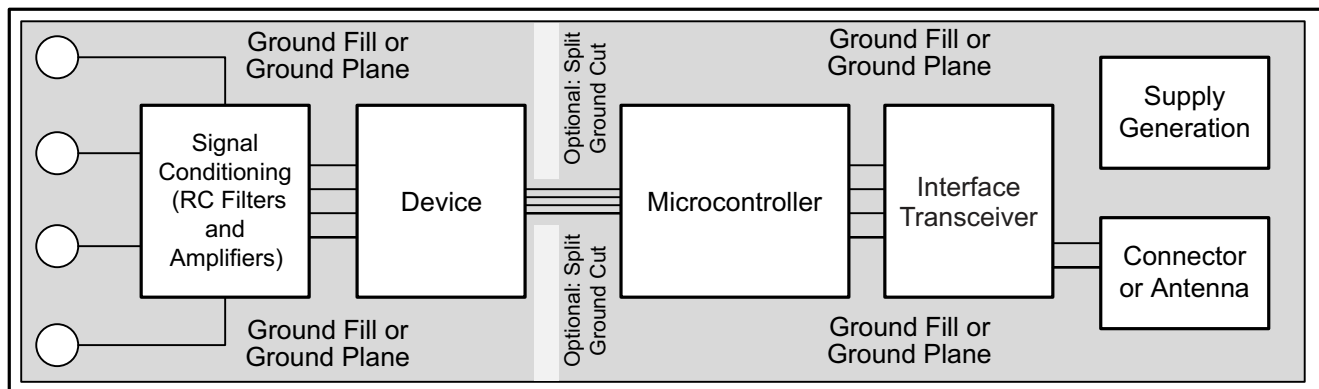 Ground Fill or
Ground Plane
Optional: Split
Ground Cut
Ground Fill or
Ground Plane
Supply
Generation
Signal
Conditioning
(RC Filters
and
Amplifiers)
Device
Microcontroller
Interface
Transceiver
Connector
or Antenna
Ground Fill or
Ground Plane
Optional: Split
Ground Cut
Ground Fill or
Ground Plane